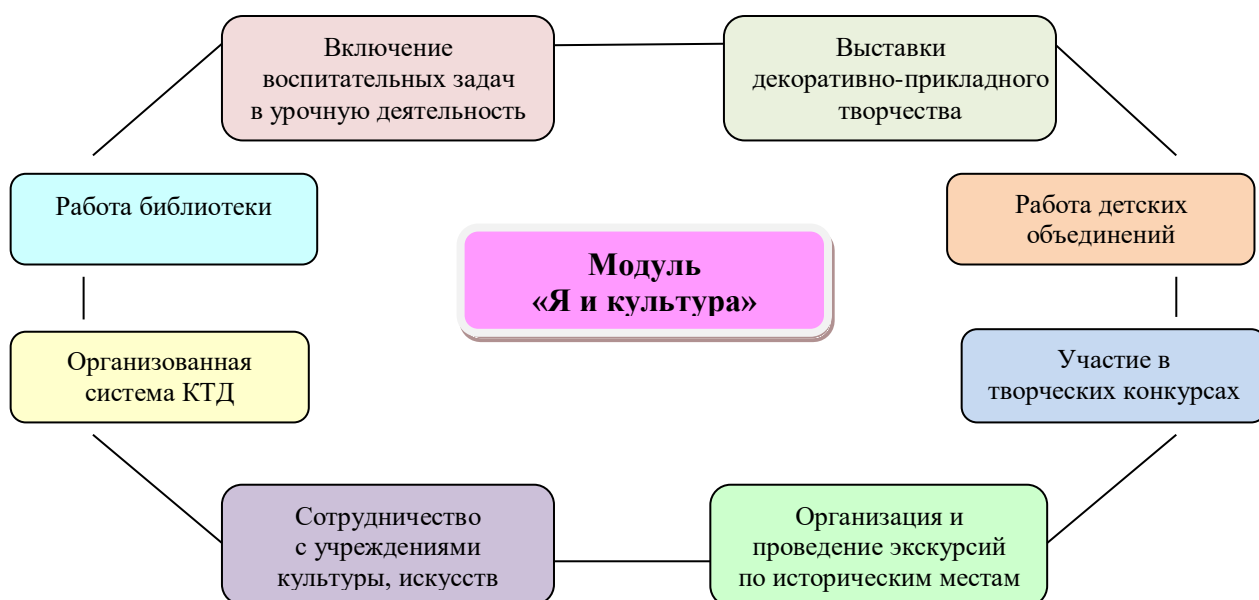 Включение
воспитательных задач
в урочную деятельность
Выставки
декоративно-прикладного
творчества
Работа библиотеки
Работа детских
объединений
Модуль
«Я и культура»
Организованная
система КТД
Участие в
творческих конкурсах
Сотрудничество
с учреждениями
культуры, искусств
Организация и
проведение экскурсий
по историческим местам